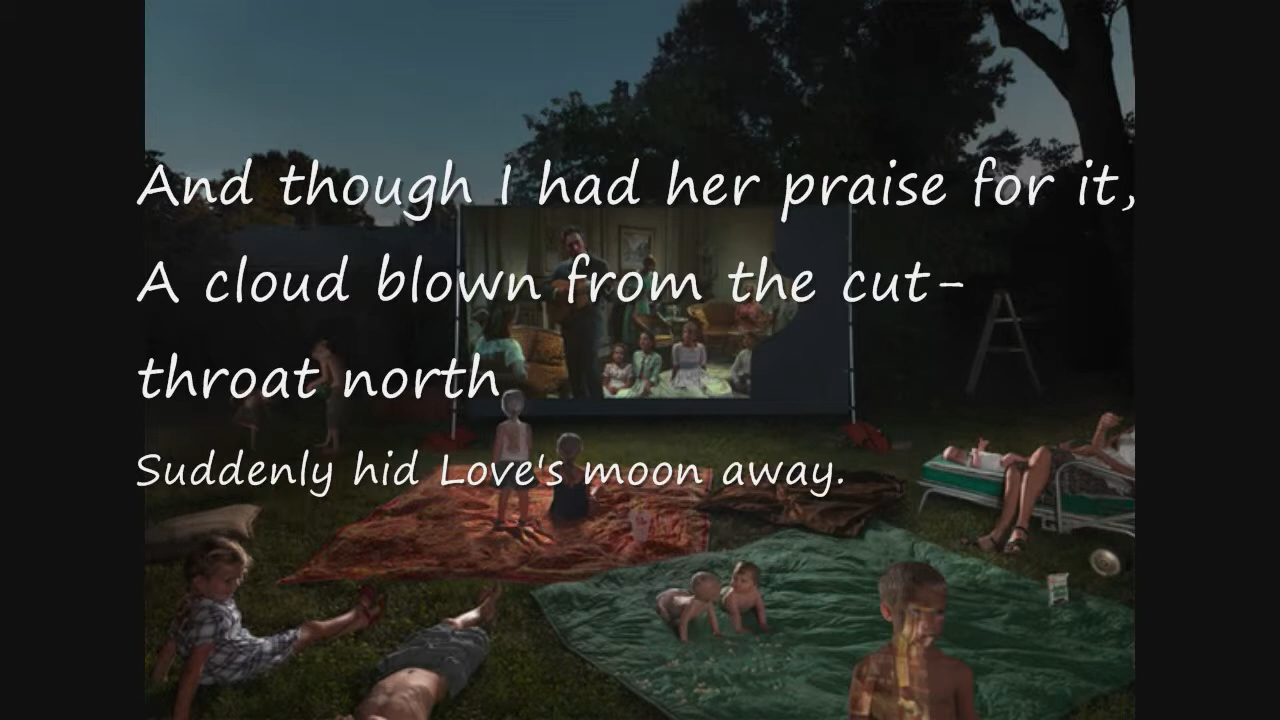 And though I had her praise for it,
A cloud blown from the cut-
throat north
Suddenly hid Love's moon away.